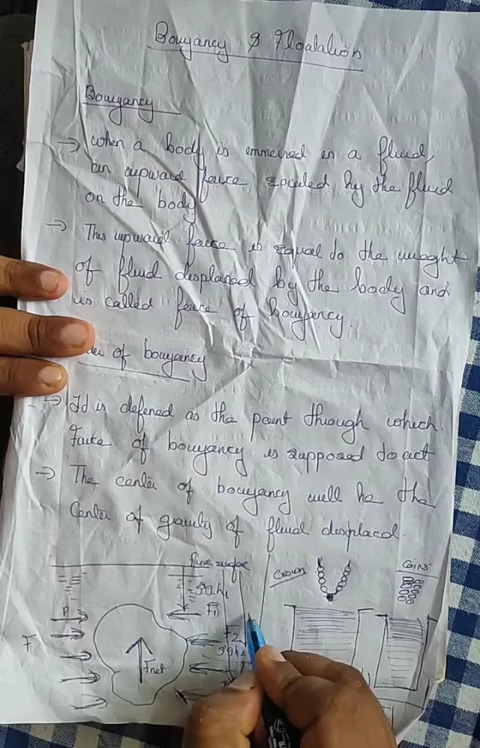 Bouyancy & Floatation
Bouyancy
→ When a body is immersed in a fluid,
an upward force exerted by the fluid
on the body
→ This upward force is equal to the weight
of fluid displaced by the body and
is called force of bouyancy.
of bouyancy
→ It is defined as the point through which
Force of bouyancy is supposed to act
→ The center of bouyancy will be the
Center of gravity of fluid displaced.
free surface
Crown
Coins
ρgh1
P
F1
F
F2
ρgh2
Fnet